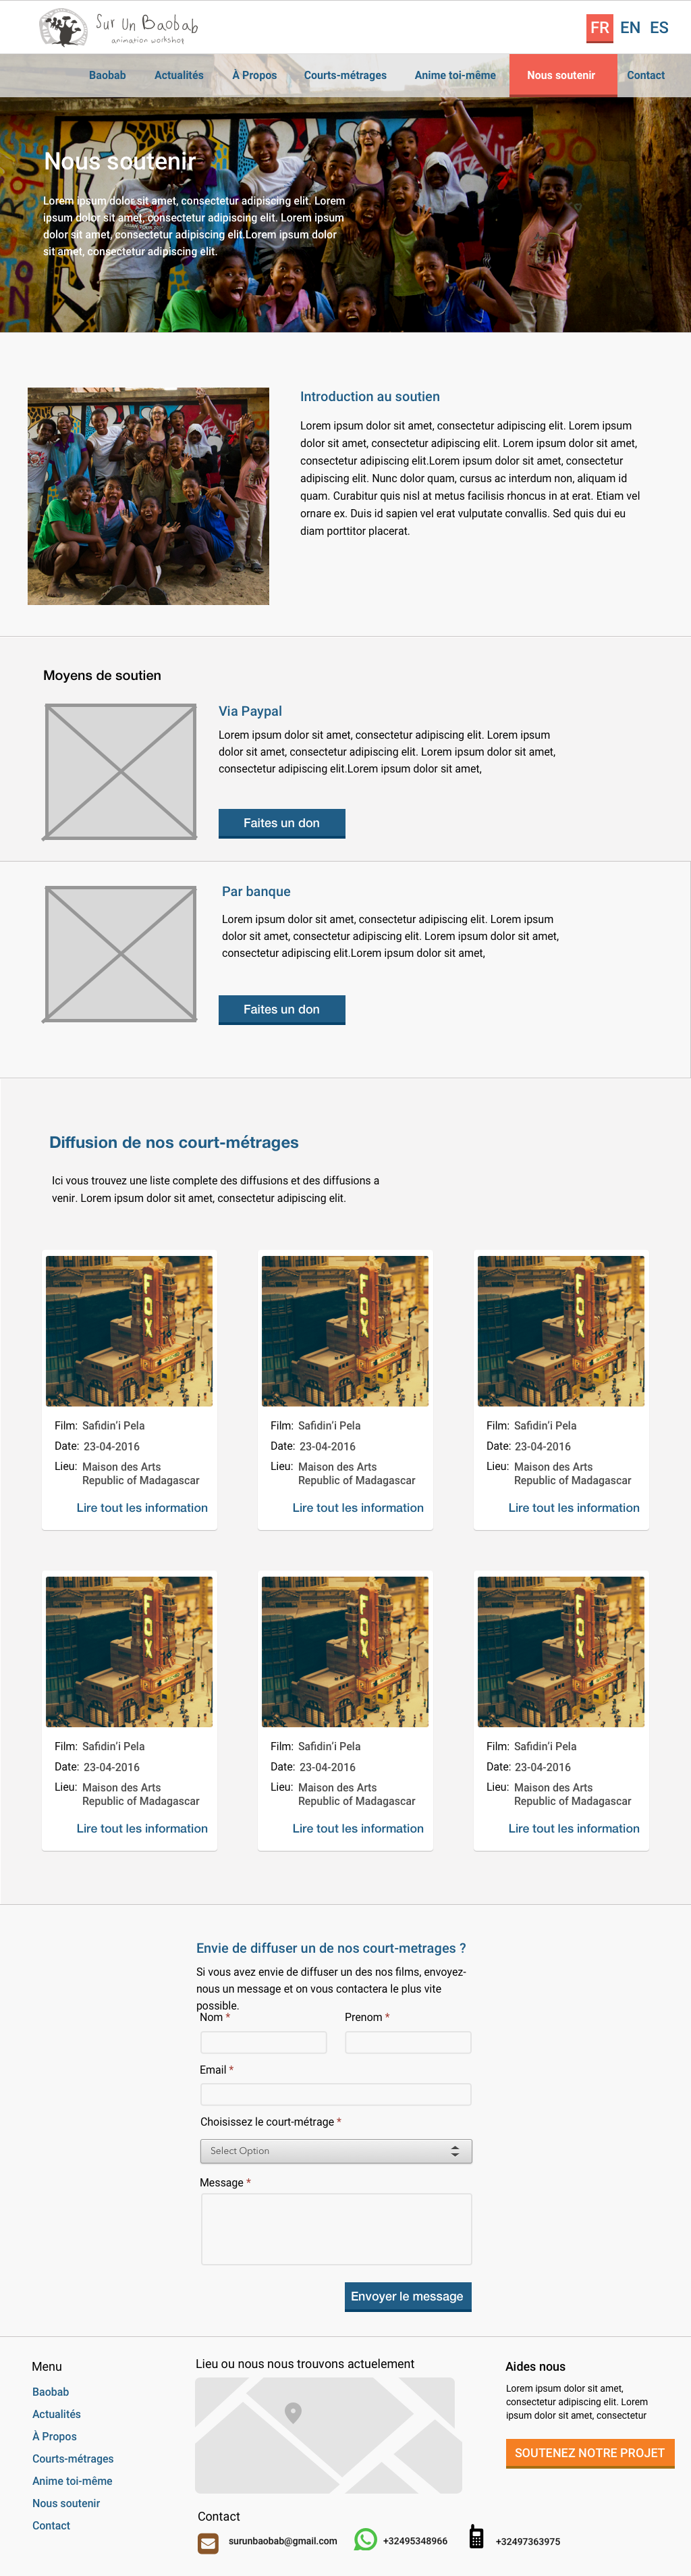 Sur Un Baobab
animation workshop
FR EN ES
Baobab Actualités À Propos Courts-métrages Anime toi-même Nous soutenir Contact
Nous soutenir
Lorem ipsum dolor sit amet, consectetur adipiscing elit. Lorem
ipsum dolor sit amet, consectetur adipiscing elit. Lorem ipsum
dolor sit amet, consectetur adipiscing elit.Lorem ipsum dolor
sit amet, consectetur adipiscing elit.
Introduction au soutien
Lorem ipsum dolor sit amet, consectetur adipiscing elit. Lorem ipsum
dolor sit amet, consectetur adipiscing elit. Lorem ipsum dolor sit amet,
consectetur adipiscing elit.Lorem ipsum dolor sit amet, consectetur
adipiscing elit. Nunc dolor quam, cursus ac interdum non, aliquam id
quam. Curabitur quis nisl at metus facilisis rhoncus in at erat. Etiam vel
ornare ex. Duis id sapien vel erat vulputate convallis. Sed quis dui eu
diam porttitor placerat.
Moyens de soutien
Via Paypal
Lorem ipsum dolor sit amet, consectetur adipiscing elit. Lorem ipsum
dolor sit amet, consectetur adipiscing elit. Lorem ipsum dolor sit amet,
consectetur adipiscing elit.Lorem ipsum dolor sit amet,
Faites un don
Par banque
Lorem ipsum dolor sit amet, consectetur adipiscing elit. Lorem ipsum
dolor sit amet, consectetur adipiscing elit. Lorem ipsum dolor sit amet,
consectetur adipiscing elit.Lorem ipsum dolor sit amet,
Faites un don
Diffusion de nos court-métrages
Ici vous trouvez une liste complete des diffusions et des diffusions a
venir. Lorem ipsum dolor sit amet, consectetur adipiscing elit.
FOX
Film: Safidin'i Pela
Date: 23-04-2016
Lieu: Maison des Arts
Republic of Madagascar
Lire tout les information
FOX
Film: Safidin'i Pela
Date: 23-04-2016
Lieu: Maison des Arts
Republic of Madagascar
Lire tout les information
FOX
Film: Safidin'i Pela
Date: 23-04-2016
Lieu: Maison des Arts
Republic of Madagascar
Lire tout les information
FOX
Film: Safidin'i Pela
Date: 23-04-2016
Lieu: Maison des Arts
Republic of Madagascar
Lire tout les information
FOX
Film: Safidin'i Pela
Date: 23-04-2016
Lieu: Maison des Arts
Republic of Madagascar
Lire tout les information
FOX
Film: Safidin'i Pela
Date: 23-04-2016
Lieu: Maison des Arts
Republic of Madagascar
Lire tout les information
Envie de diffuser un de nos court-metrages ?
Si vous avez envie de diffuser un des nos films, envoyez-
nous un message et on vous contactera le plus vite
possible.
Nom * Prenom *
Email *
Choisissez le court-métrage *
Select Option
Message *
Envoyer le message
Menu
Baobab
Actualités
À Propos
Courts-métrages
Anime toi-même
Nous soutenir
Contact
Lieu ou nous nous trouvons actuelement
Contact
surunbaobab@gmail.com +32495348966 +32497363975
Aides nous
Lorem ipsum dolor sit amet,
consectetur adipiscing elit. Lorem
ipsum dolor sit amet, consectetur
SOUTENEZ NOTRE PROJET